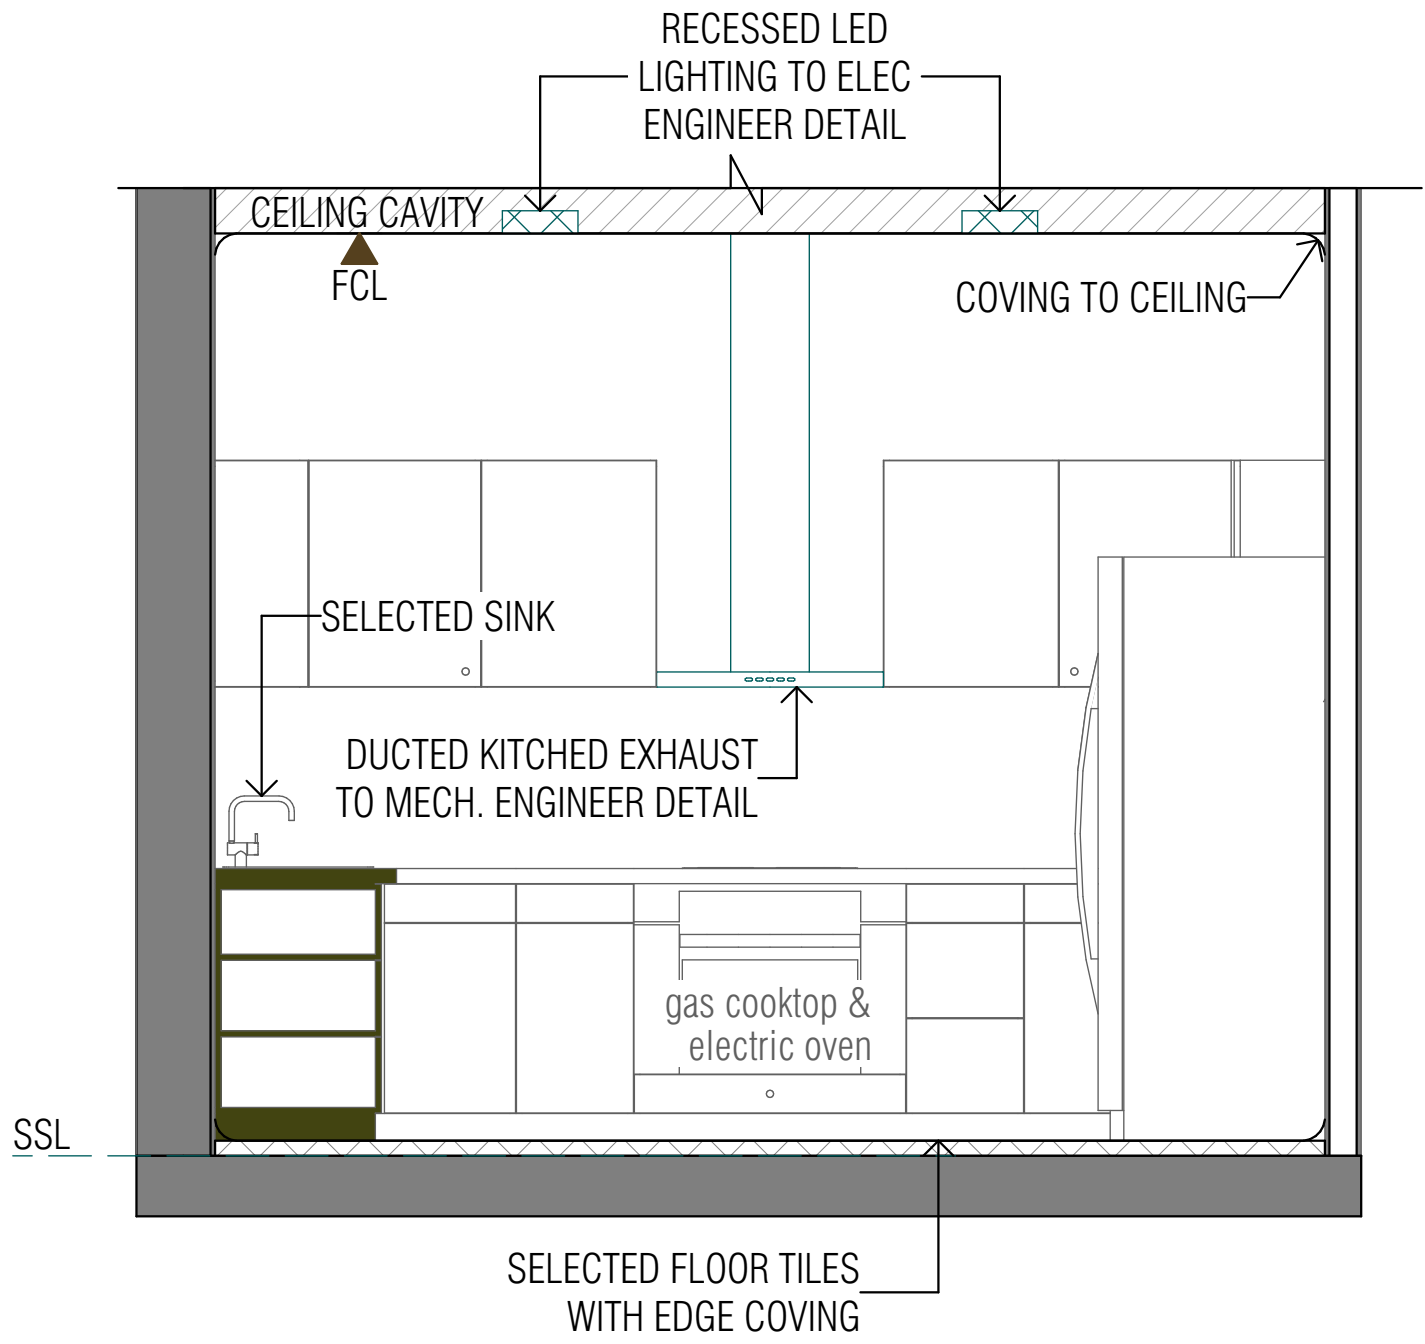 RECESSED LED
LIGHTING TO ELEC
ENGINEER DETAIL
CEILING CAVITY
FCL
COVING TO CEILING
SELECTED SINK
DUCTED KITCHED EXHAUST
TO MECH. ENGINEER DETAIL
gas cooktop &
electric oven
SSL
SELECTED FLOOR TILES
WITH EDGE COVING